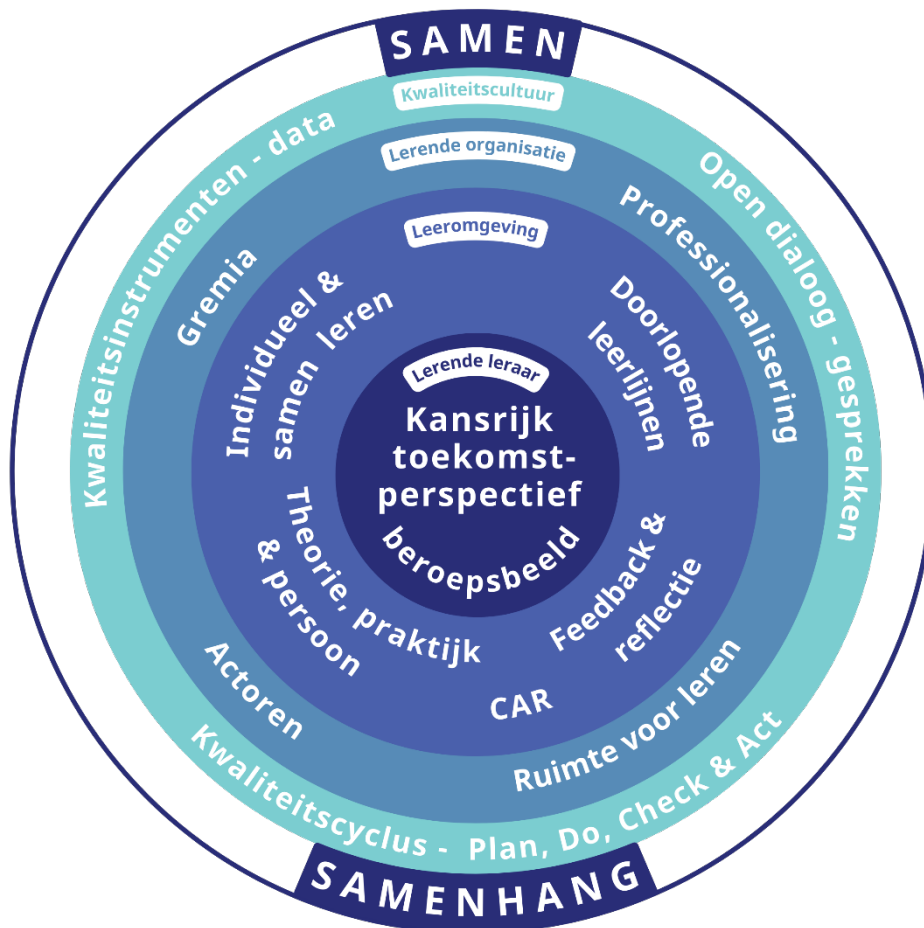 SAMEN
Kwaliteitscultuur
Kwaliteitsinstrumenten - data
Open dialoog - gesprekken
Kwaliteitscyclus - Plan, Do, Check & Act
Lerende organisatie
Gremia
Professionalisering
Actoren
Ruimte voor leren
Leeromgeving
Individueel &
samen leren
Doorlopende
leerlijnen
Theorie, praktijk
& persoon
Feedback &
reflectie
CAR
Lerende leraar
Kansrijk
toekomst-
perspectief
beroepsbeeld
SAMENHANG